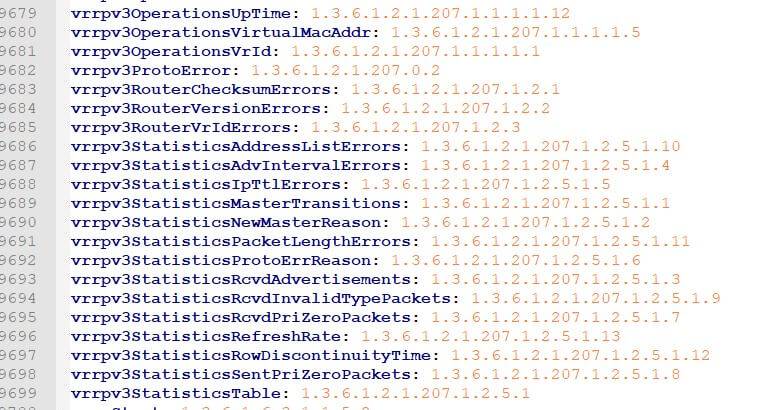 9679 vrrpv3OperationsUpTime: 1.3.6.1.2.1.207.1.1.1.1.12
9680 vrrpv3OperationsVirtualMacAddr: 1.3.6.1.2.1.207.1.1.1.1.5
9681 vrrpv3OperationsVrId: 1.3.6.1.2.1.207.1.1.1.1.1
9682 vrrpv3ProtoError: 1.3.6.1.2.1.207.0.2
9683 vrrpv3RouterChecksumErrors: 1.3.6.1.2.1.207.1.2.1
9684 vrrpv3RouterVersionErrors: 1.3.6.1.2.1.207.1.2.2
9685 vrrpv3RouterVrIdErrors: 1.3.6.1.2.1.207.1.2.3
9686 vrrpv3StatisticsAddressListErrors: 1.3.6.1.2.1.207.1.2.5.1.10
9687 vrrpv3StatisticsAdvIntervalErrors: 1.3.6.1.2.1.207.1.2.5.1.4
9688 vrrpv3StatisticsIpTtlErrors: 1.3.6.1.2.1.207.1.2.5.1.5
9689 vrrpv3StatisticsMasterTransitions: 1.3.6.1.2.1.207.1.2.5.1.1
9690 vrrpv3StatisticsNewMasterReason: 1.3.6.1.2.1.207.1.2.5.1.2
9691 vrrpv3StatisticsPacketLengthErrors: 1.3.6.1.2.1.207.1.2.5.1.11
9692 vrrpv3StatisticsProtoErrReason: 1.3.6.1.2.1.207.1.2.5.1.6
9693 vrrpv3StatisticsRcvdAdvertisements: 1.3.6.1.2.1.207.1.2.5.1.3
9694 vrrpv3StatisticsRcvdInvalidTypePackets: 1.3.6.1.2.1.207.1.2.5.1.9
9695 vrrpv3StatisticsRcvdPriZeroPackets: 1.3.6.1.2.1.207.1.2.5.1.7
9696 vrrpv3StatisticsRefreshRate: 1.3.6.1.2.1.207.1.2.5.1.13
9697 vrrpv3StatisticsRowDiscontinuityTime: 1.3.6.1.2.1.207.1.2.5.1.12
9698 vrrpv3StatisticsSentPriZeroPackets: 1.3.6.1.2.1.207.1.2.5.1.8
9699 vrrpv3StatisticsTable: 1.3.6.1.2.1.207.1.2.5.1